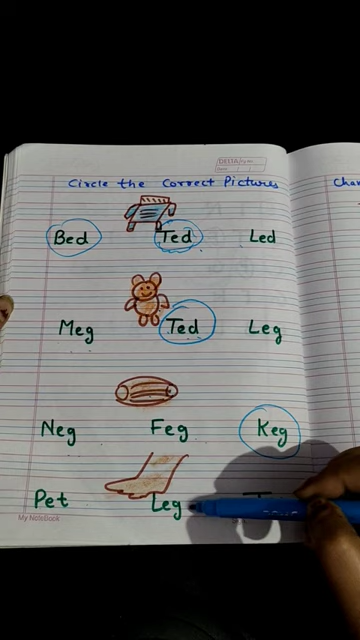 Circle the Correct Pictures
Bed Ted Led
Meg Ted Leg
Neg Feg Keg
Pet Leg
My NoteBook